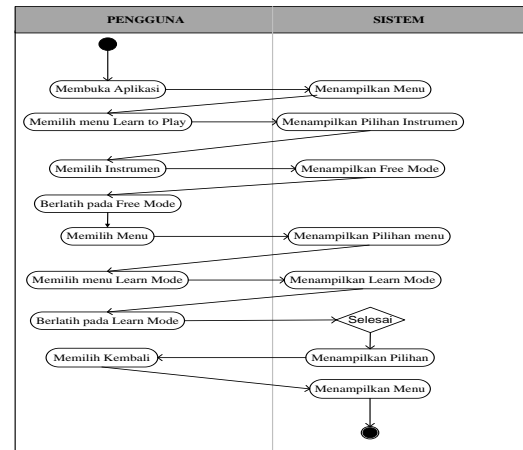 PENGGUNA
SISTEM
Membuka Aplikasi
Menampilkan Menu
Memilih menu Learn to Play
Menampilkan Pilihan Instrumen
Memilih Instrumen
Menampilkan Free Mode
Berlatih pada Free Mode
Memilih Menu
Menampilkan Pilihan menu
Memilih menu Learn Mode
Menampilkan Learn Mode
Berlatih pada Learn Mode
Selesai
Memilih Kembali
Menampilkan Pilihan
Menampilkan Menu